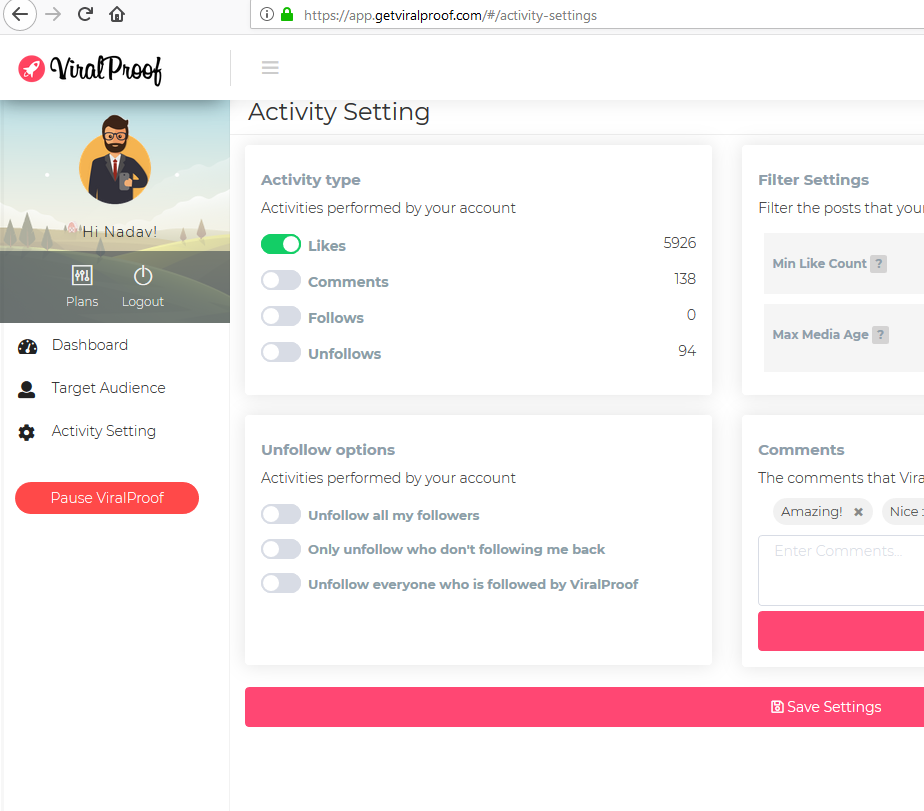 https://app.getviralproof.com/#/activity-settings
ViralProof
Activity Setting
Hi Nadav!
Plans
Logout
Dashboard
Target Audience
Activity Setting
Pause ViralProof
Activity type
Activities performed by your account
Likes 5926
Comments 138
Follows 0
Unfollows 94
Filter Settings
Filter the posts that your
Min Like Count ?
Max Media Age ?
Unfollow options
Activities performed by your account
Unfollow all my followers
Only unfollow who don't following me back
Unfollow everyone who is followed by ViralProof
Comments
The comments that Vira
Amazing! × Nice :
Enter Comments...
Save Settings